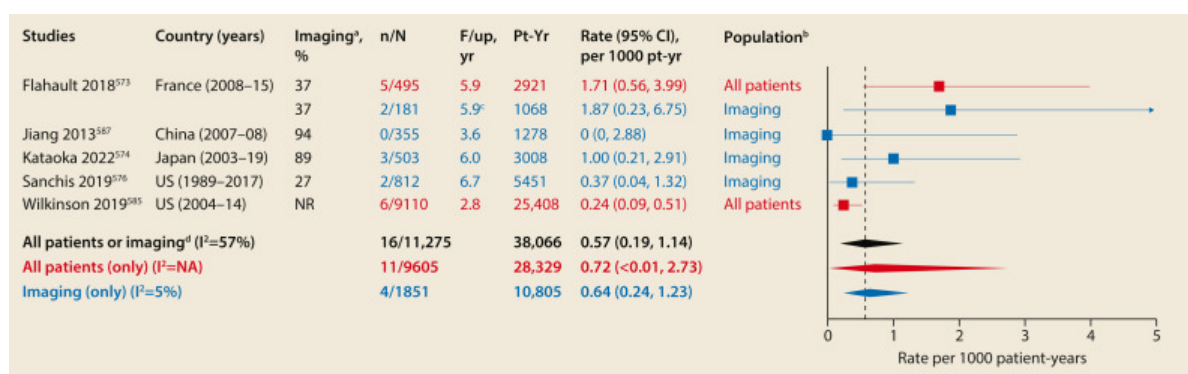 Studies Country (years) Imagingᵃ, % n/N F/up, yr Pt-Yr Rate (95% CI), per 1000 pt-yr Populationᵇ
Flahault 2018⁵⁷³ France (2008–15) 37 5/495 5.9 2921 1.71 (0.56, 3.99) All patients
37 2/181 5.9ᶜ 1068 1.87 (0.23, 6.75) Imaging
Jiang 2013⁵⁸⁷ China (2007–08) 94 0/355 3.6 1278 0 (0, 2.88) Imaging
Kataoka 2022⁵⁷⁴ Japan (2003–19) 89 3/503 6.0 3008 1.00 (0.21, 2.91) Imaging
Sanchis 2019⁵⁷⁶ US (1989–2017) 27 2/812 6.7 5451 0.37 (0.04, 1.32) Imaging
Wilkinson 2019⁵⁸⁵ US (2004–14) NR 6/9110 2.8 25,408 0.24 (0.09, 0.51) All patients
All patients or imagingᵈ (I²=57%) 16/11,275 38,066 0.57 (0.19, 1.14)
All patients (only) (I²=NA) 11/9605 28,329 0.72 (<0.01, 2.73)
Imaging (only) (I²=5%) 4/1851 10,805 0.64 (0.24, 1.23)
0 1 2 3 4 5
Rate per 1000 patient-years